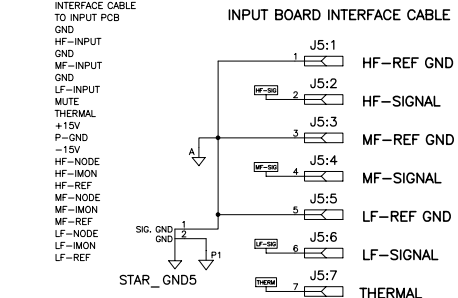 INTERFACE CABLE
TO INPUT PCB
GND
HF-INPUT
GND
MF-INPUT
GND
LF-INPUT
MUTE
THERMAL
+15V
P-GND
-15V
HF-NODE
HF-IMON
HF-REF
MF-NODE
MF-IMON
MF-REF
LF-NODE
LF-IMON
LF-REF
INPUT BOARD INTERFACE CABLE
J5:1
1
HF-REF GND
J5:2
HF-SIG
2
HF-SIGNAL
J5:3
3
MF-REF GND
A
J5:4
MF-SIG
4
MF-SIGNAL
J5:5
5
LF-REF GND
SIG. GND 1
GND 2
P1
STAR_GND5
J5:6
LF-SIG
6
LF-SIGNAL
J5:7
THERM
7
THERMAL